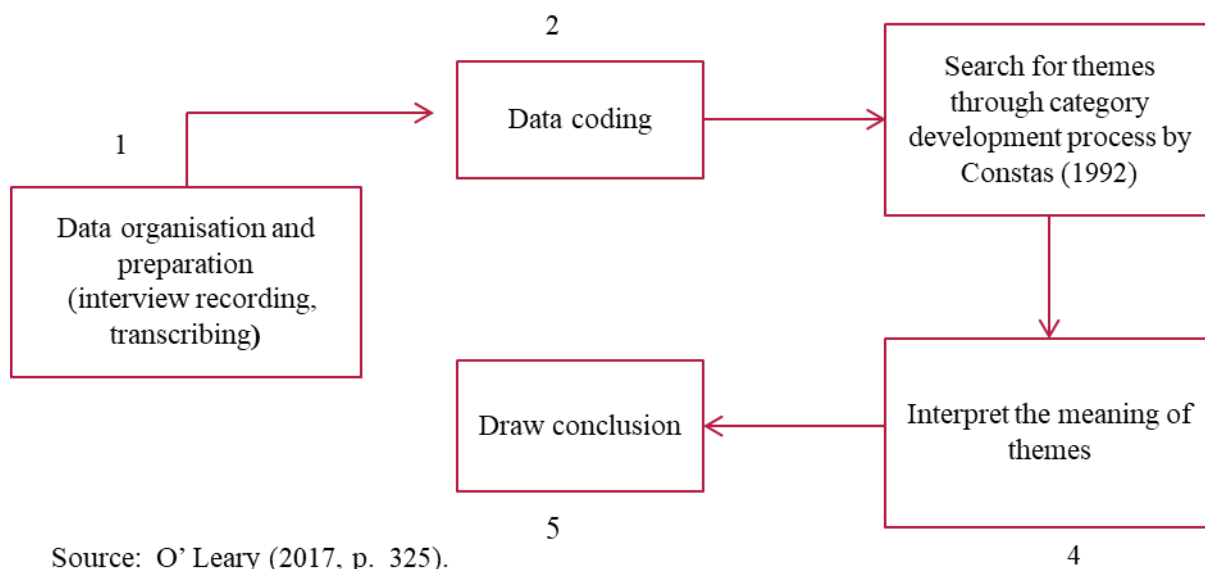 1
Data organisation and
preparation
(interview recording,
transcribing)
2
Data coding
Search for themes
through category
development process by
Constas (1992)
Interpret the meaning of
themes
4
Draw conclusion
5
Source: O’ Leary (2017, p. 325).